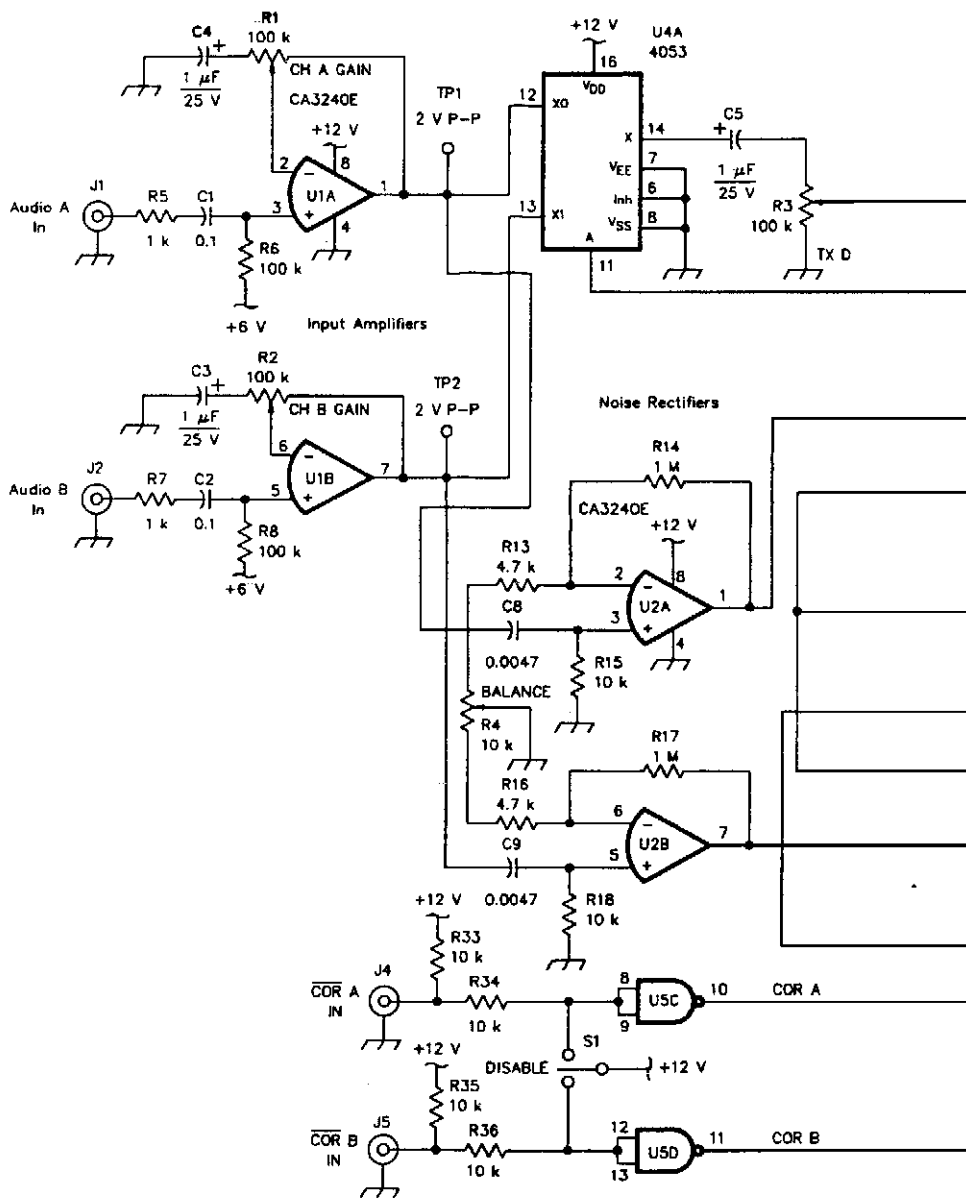 C4
+
R1
100 k
1 µF
25 V
CH A GAIN
CA3240E
+12 V
2
8
−
U1A
1
+
3
4
J1
Audio A
In
R5
1 k
C1
0.1
R6
100 k
+6 V
Input Amplifiers
TP1
2 V P-P
+12 V
U4A
4053
16
VDD
12
X0
X
14
VEE
7
Inh
6
VSS
8
13
X1
A
11
+
C5
1 µF
25 V
R3
100 k
TX D
C3
+
R2
100 k
1 µF
25 V
CH B GAIN
6
−
U1B
7
+
5
J2
Audio B
In
R7
1 k
C2
0.1
R8
100 k
+6 V
TP2
2 V P-P
Noise Rectifiers
R14
1 M
CA3240E
+12 V
R13
4.7 k
2
8
−
U2A
1
+
3
4
C8
0.0047
R15
10 k
BALANCE
R4
10 k
R17
1 M
R16
4.7 k
6
−
U2B
7
+
5
C9
0.0047
R18
10 k
+12 V
R33
10 k
J4
COR A
IN
R34
10 k
8
9
U5C
10
COR A
S1
DISABLE
+12 V
+12 V
R35
10 k
J5
COR B
IN
R36
10 k
12
13
U5D
11
COR B